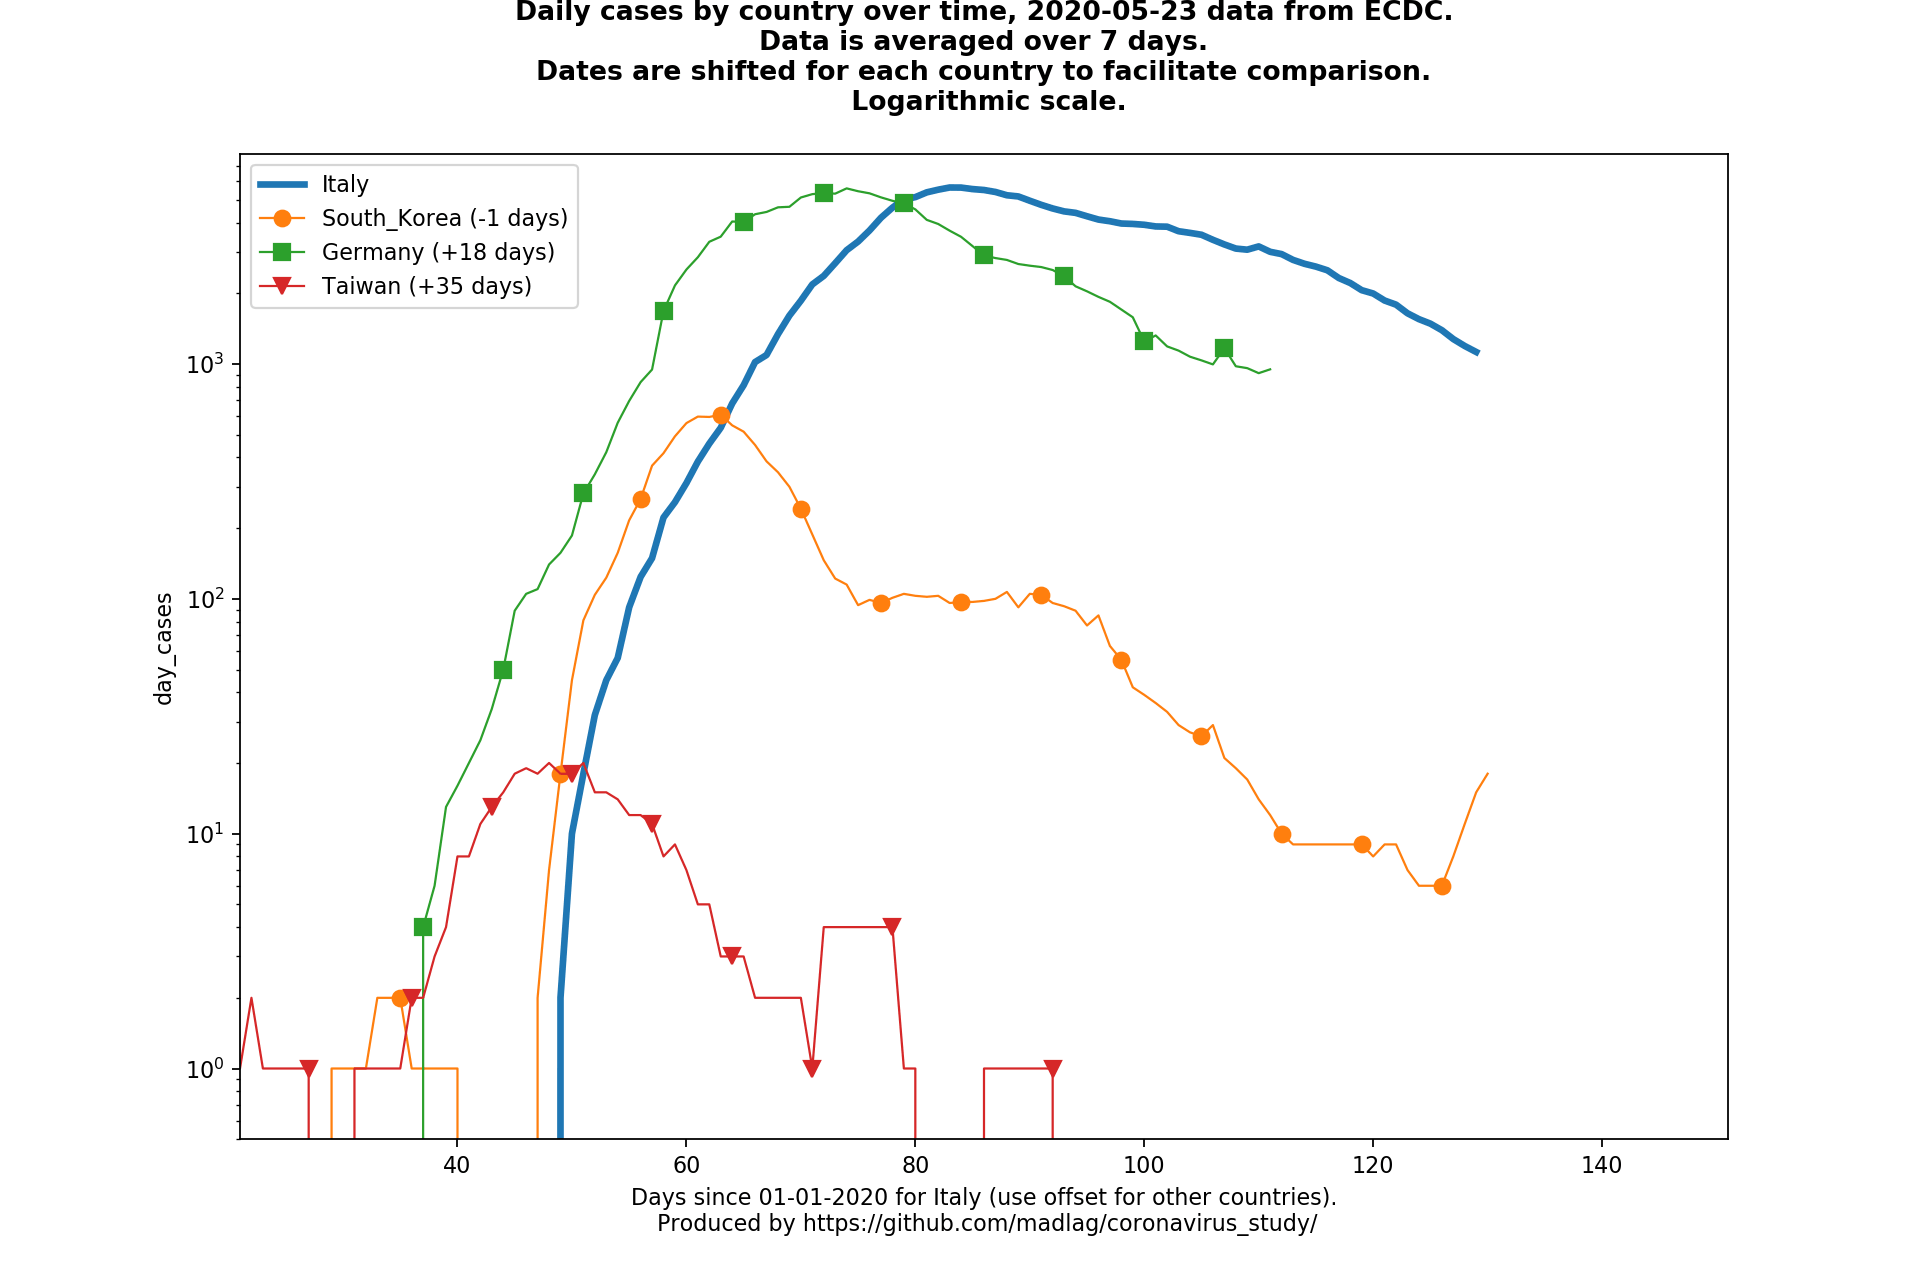 Daily cases by country over time, 2020-05-23 data from ECDC.
Data is averaged over 7 days.
Dates are shifted for each country to facilitate comparison.
Logarithmic scale.
Italy
South_Korea (-1 days)
Germany (+18 days)
Taiwan (+35 days)
10³
10²
10¹
10⁰
day_cases
40 60 80 100 120 140
Days since 01-01-2020 for Italy (use offset for other countries).
Produced by https://github.com/madlag/coronavirus_study/